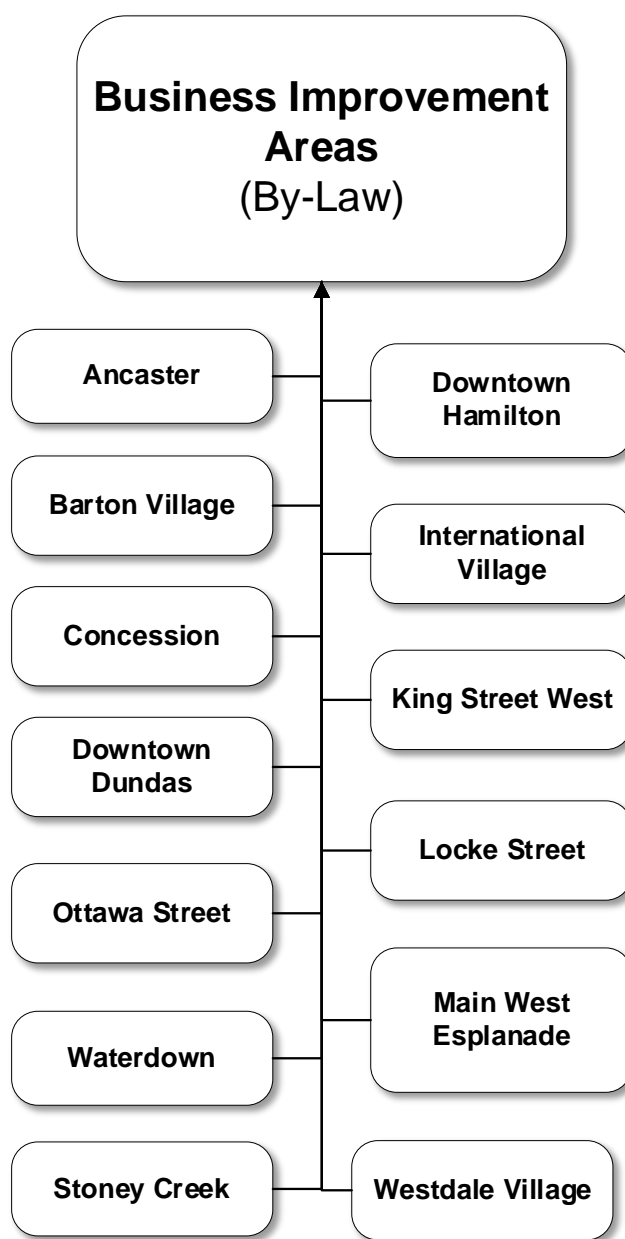 Business Improvement
Areas
(By-Law)
Ancaster
Downtown
Hamilton
Barton Village
International
Village
Concession
King Street West
Downtown
Dundas
Locke Street
Ottawa Street
Main West
Esplanade
Waterdown
Stoney Creek
Westdale Village